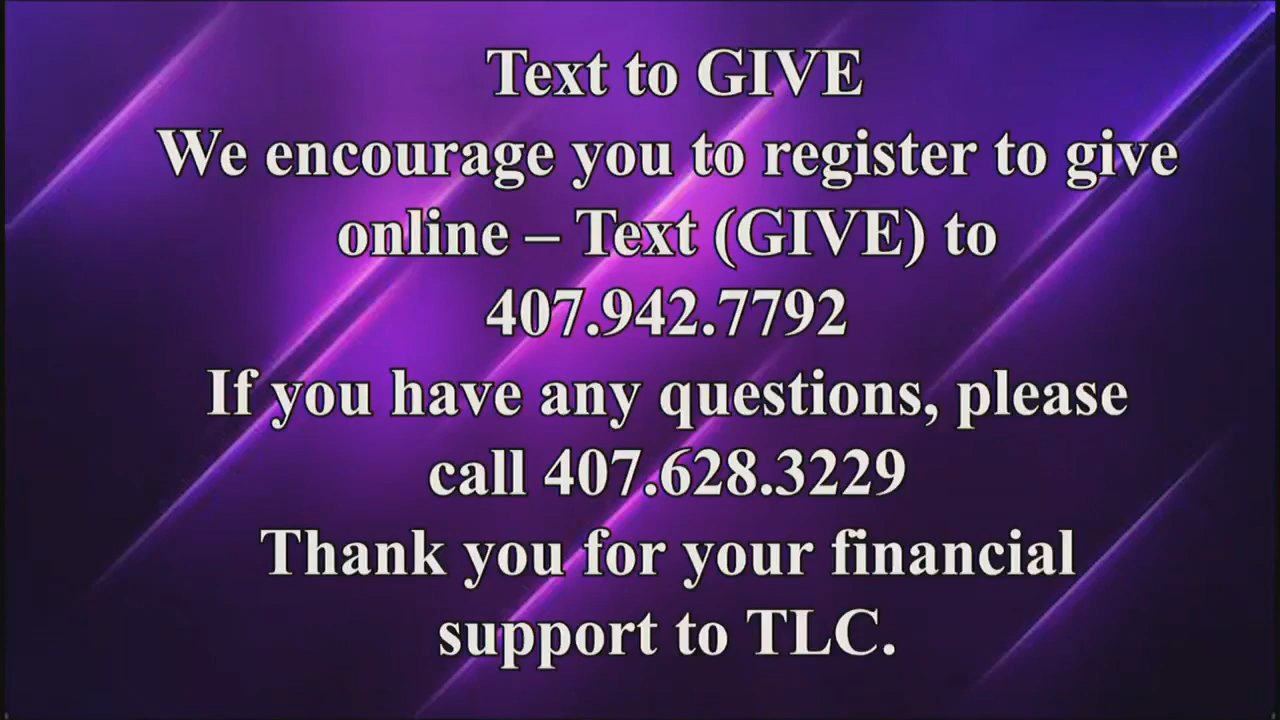 Text to GIVE
We encourage you to register to give
online – Text (GIVE) to
407.942.7792
If you have any questions, please
call 407.628.3229
Thank you for your financial
support to TLC.